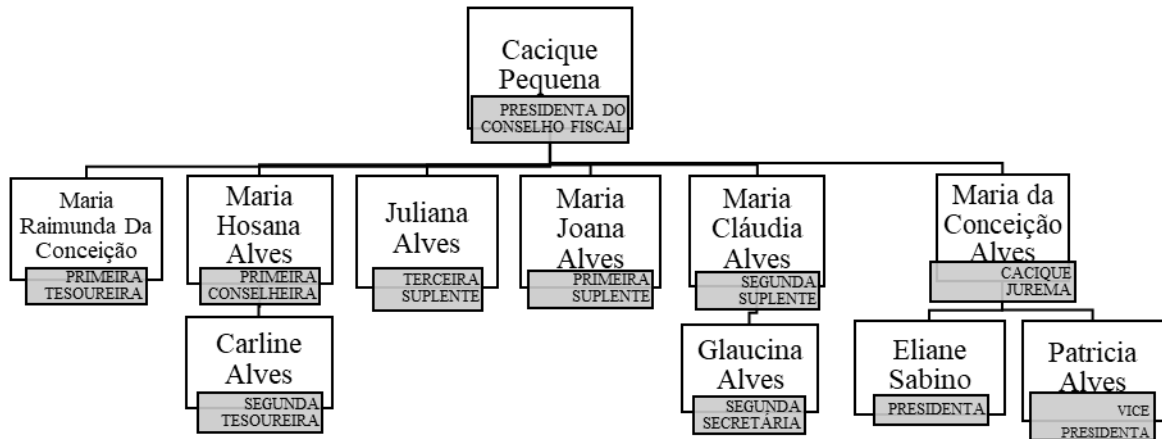 Cacique
Pequena
PRESIDENTA DO
CONSELHO FISCAL
Maria
Raimunda Da
Conceição
PRIMEIRA
TESOUREIRA
Maria
Hosana
Alves
PRIMEIRA
CONSELHEIRA
Juliana
Alves
TERCEIRA
SUPLENTE
Maria
Joana
Alves
PRIMEIRA
SUPLENTE
Maria
Cláudia
Alves
SEGUNDA
SUPLENTE
Maria da
Conceição
Alves
CACIQUE
JUREMA
Carline
Alves
SEGUNDA
TESOUREIRA
Glaucina
Alves
SEGUNDA
SECRETÁRIA
Eliane
Sabino
PRESIDENTA
Patricia
Alves
VICE
PRESIDENTA